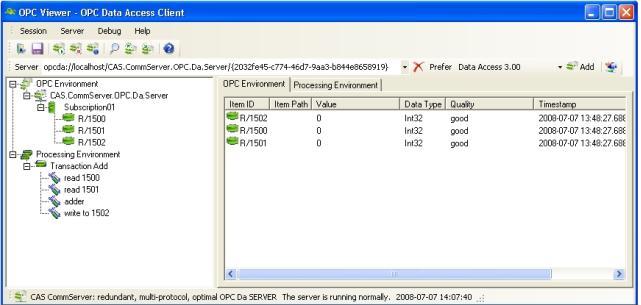 OPC Viewer - OPC Data Access Client
Session Server Debug Help
Server opcda://localhost/CAS.CommServer.OPC.Da.Server/{2032fe45-c774-46d7-9aa3-b844e8658919} Prefer Data Access 3.00 Add
OPC Environment
CAS.CommServer.OPC.Da.Server
Subscription01
R/1500
R/1501
R/1502
Processing Environment
Transaction Add
read 1500
read 1501
adder
write to 1502
OPC Environment Processing Environment
Item ID Item Path Value Data Type Quality Timestamp
R/1502 0 Int32 good 2008-07-07 13:48:27.688
R/1500 0 Int32 good 2008-07-07 13:48:27.688
R/1501 0 Int32 good 2008-07-07 13:48:27.688
CAS CommServer: redundant, multi-protocol, optimal OPC Da SERVER The server is running normally. 2008-07-07 14:07:40